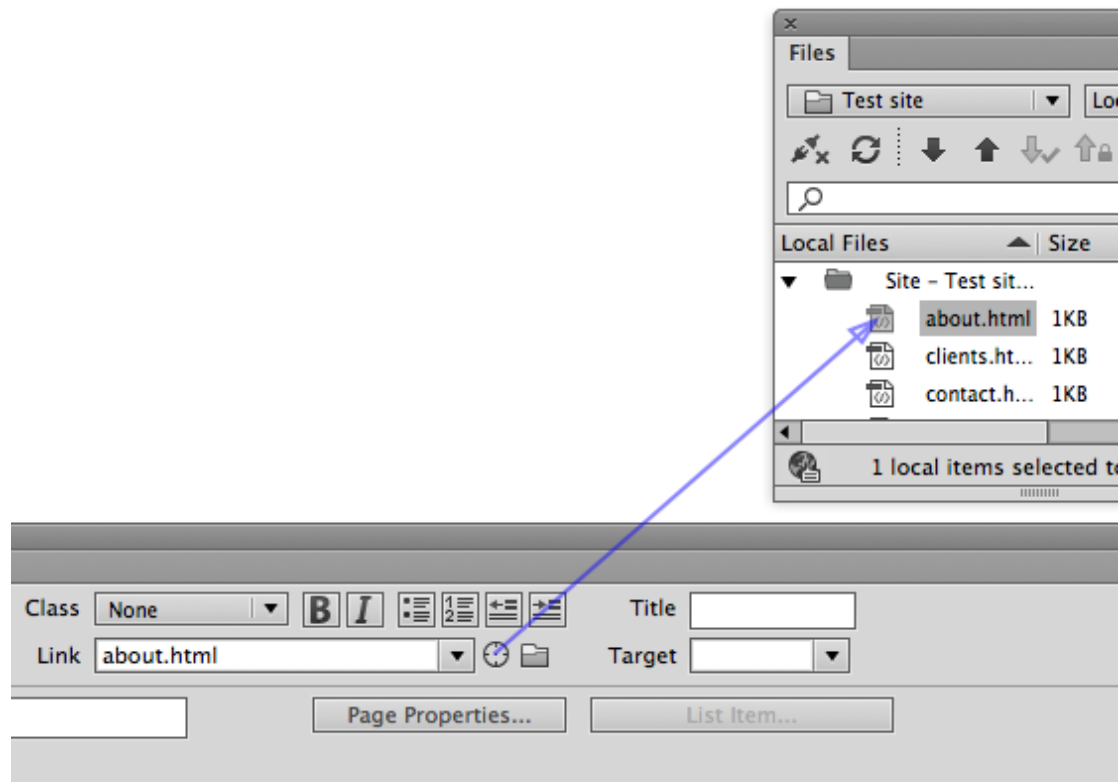 Files
Test site Loc
Local Files Size
Site – Test sit...
about.html 1KB
clients.ht... 1KB
contact.h... 1KB
1 local items selected to
Class None B I Title
Link about.html Target
Page Properties... List Item...